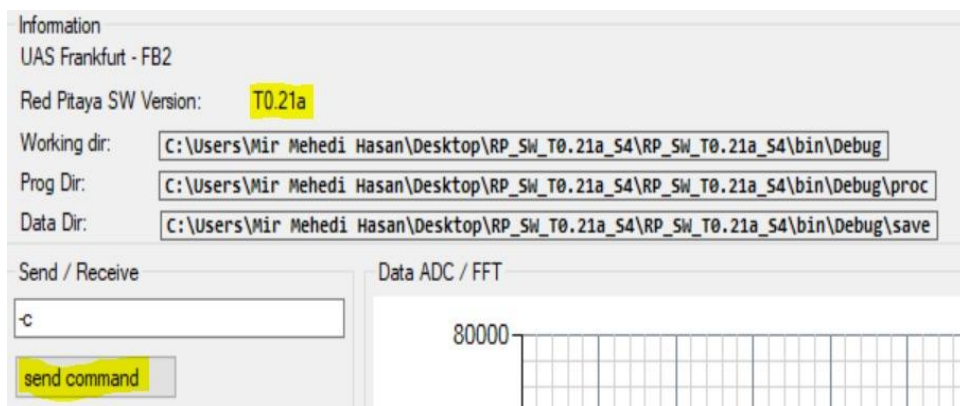 Information
UAS Frankfurt - FB2
Red Pitaya SW Version: T0.21a
Working dir: C:\Users\Mir Mehedi Hasan\Desktop\RP_SW_T0.21a_S4\RP_SW_T0.21a_S4\bin\Debug
Prog Dir: C:\Users\Mir Mehedi Hasan\Desktop\RP_SW_T0.21a_S4\RP_SW_T0.21a_S4\bin\Debug\proc
Data Dir: C:\Users\Mir Mehedi Hasan\Desktop\RP_SW_T0.21a_S4\RP_SW_T0.21a_S4\bin\Debug\save
Send / Receive
-c
send command
Data ADC / FFT
80000